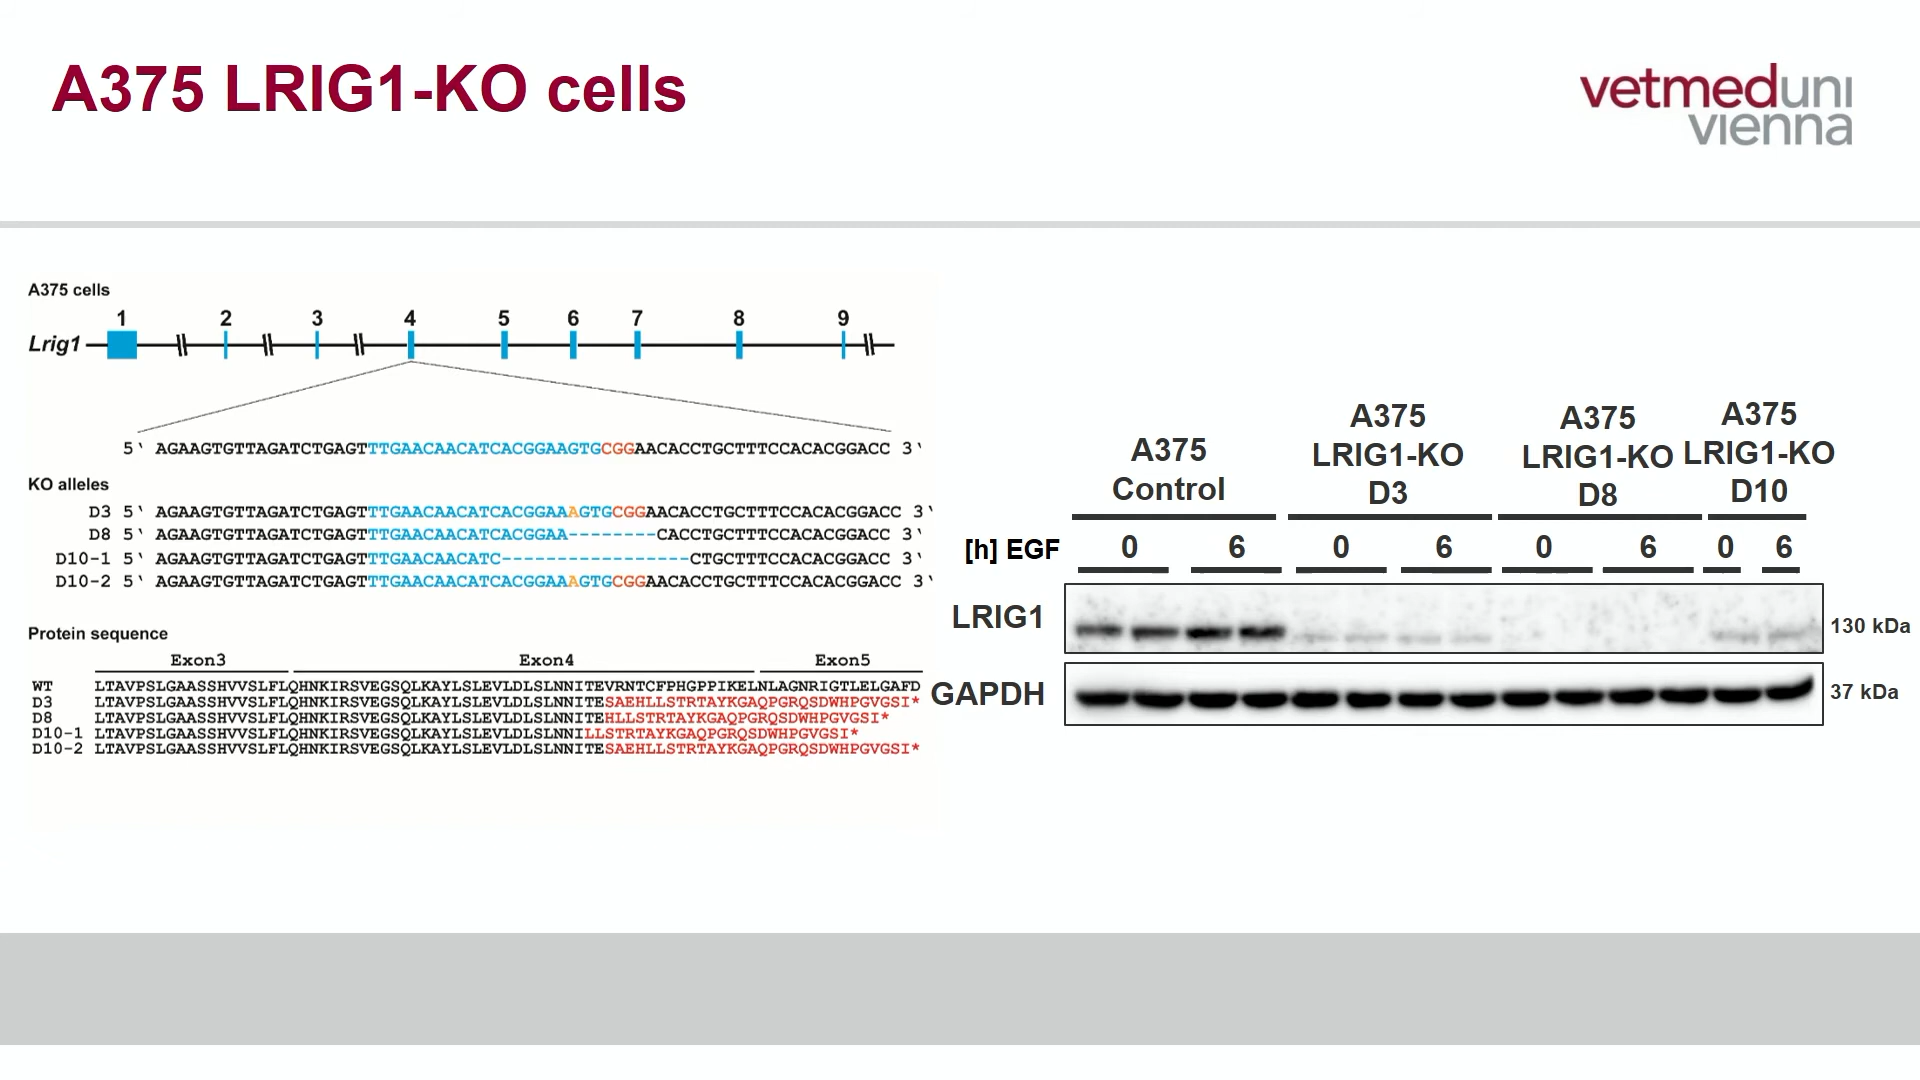 A375 LRIG1-KO cells
vetmeduni
vienna
A375 cells
1 2 3 4 5 6 7 8 9
Lrig1
5‵ AGAAGTGTTAGATCTGAGTTTGAACAACATCACGGAAGTGCGGAACACCTGCTTTCCACACGGACC 3‵
KO alleles
D3 5‵ AGAAGTGTTAGATCTGAGTTTGAACAACATCACGGAAAGTGCGGAACACCTGCTTTCCACACGGACC 3‵
D8 5‵ AGAAGTGTTAGATCTGAGTTTGAACAACATCACGGAA--------CACCTGCTTTCCACACGGACC 3‵
D10-1 5‵ AGAAGTGTTAGATCTGAGTTTGAACAACATC-----------------CTGCTTTCCACACGGACC 3‵
D10-2 5‵ AGAAGTGTTAGATCTGAGTTTGAACAACATCACGGAAAGTGCGGAACACCTGCTTTCCACACGGACC 3‵
Protein sequence
Exon3 Exon4 Exon5
WT LTAVPSLGAASSHVVSLFLQHNKIRSVEGSQLKAYLSLEVLDLSLNNITEVRNTCFPHGPPIKELNLAGNRIGTLELGAFD
D3 LTAVPSLGAASSHVVSLFLQHNKIRSVEGSQLKAYLSLEVLDLSLNNITESAEHLLSTRTAYKGAQPGRQSDWHPGVGSI*
D8 LTAVPSLGAASSHVVSLFLQHNKIRSVEGSQLKAYLSLEVLDLSLNNITEHLLSTRTAYKGAQPGRQSDWHPGVGSI*
D10-1 LTAVPSLGAASSHVVSLFLQHNKIRSVEGSQLKAYLSLEVLDLSLNNILLSTRTAYKGAQPGRQSDWHPGVGSI*
D10-2 LTAVPSLGAASSHVVSLFLQHNKIRSVEGSQLKAYLSLEVLDLSLNNITESAEHLLSTRTAYKGAQPGRQSDWHPGVGSI*
A375
Control
A375
LRIG1-KO
D3
A375
LRIG1-KO
D8
A375
LRIG1-KO
D10
[h] EGF 0 6 0 6 0 6 0 6
LRIG1 130 kDa
GAPDH 37 kDa